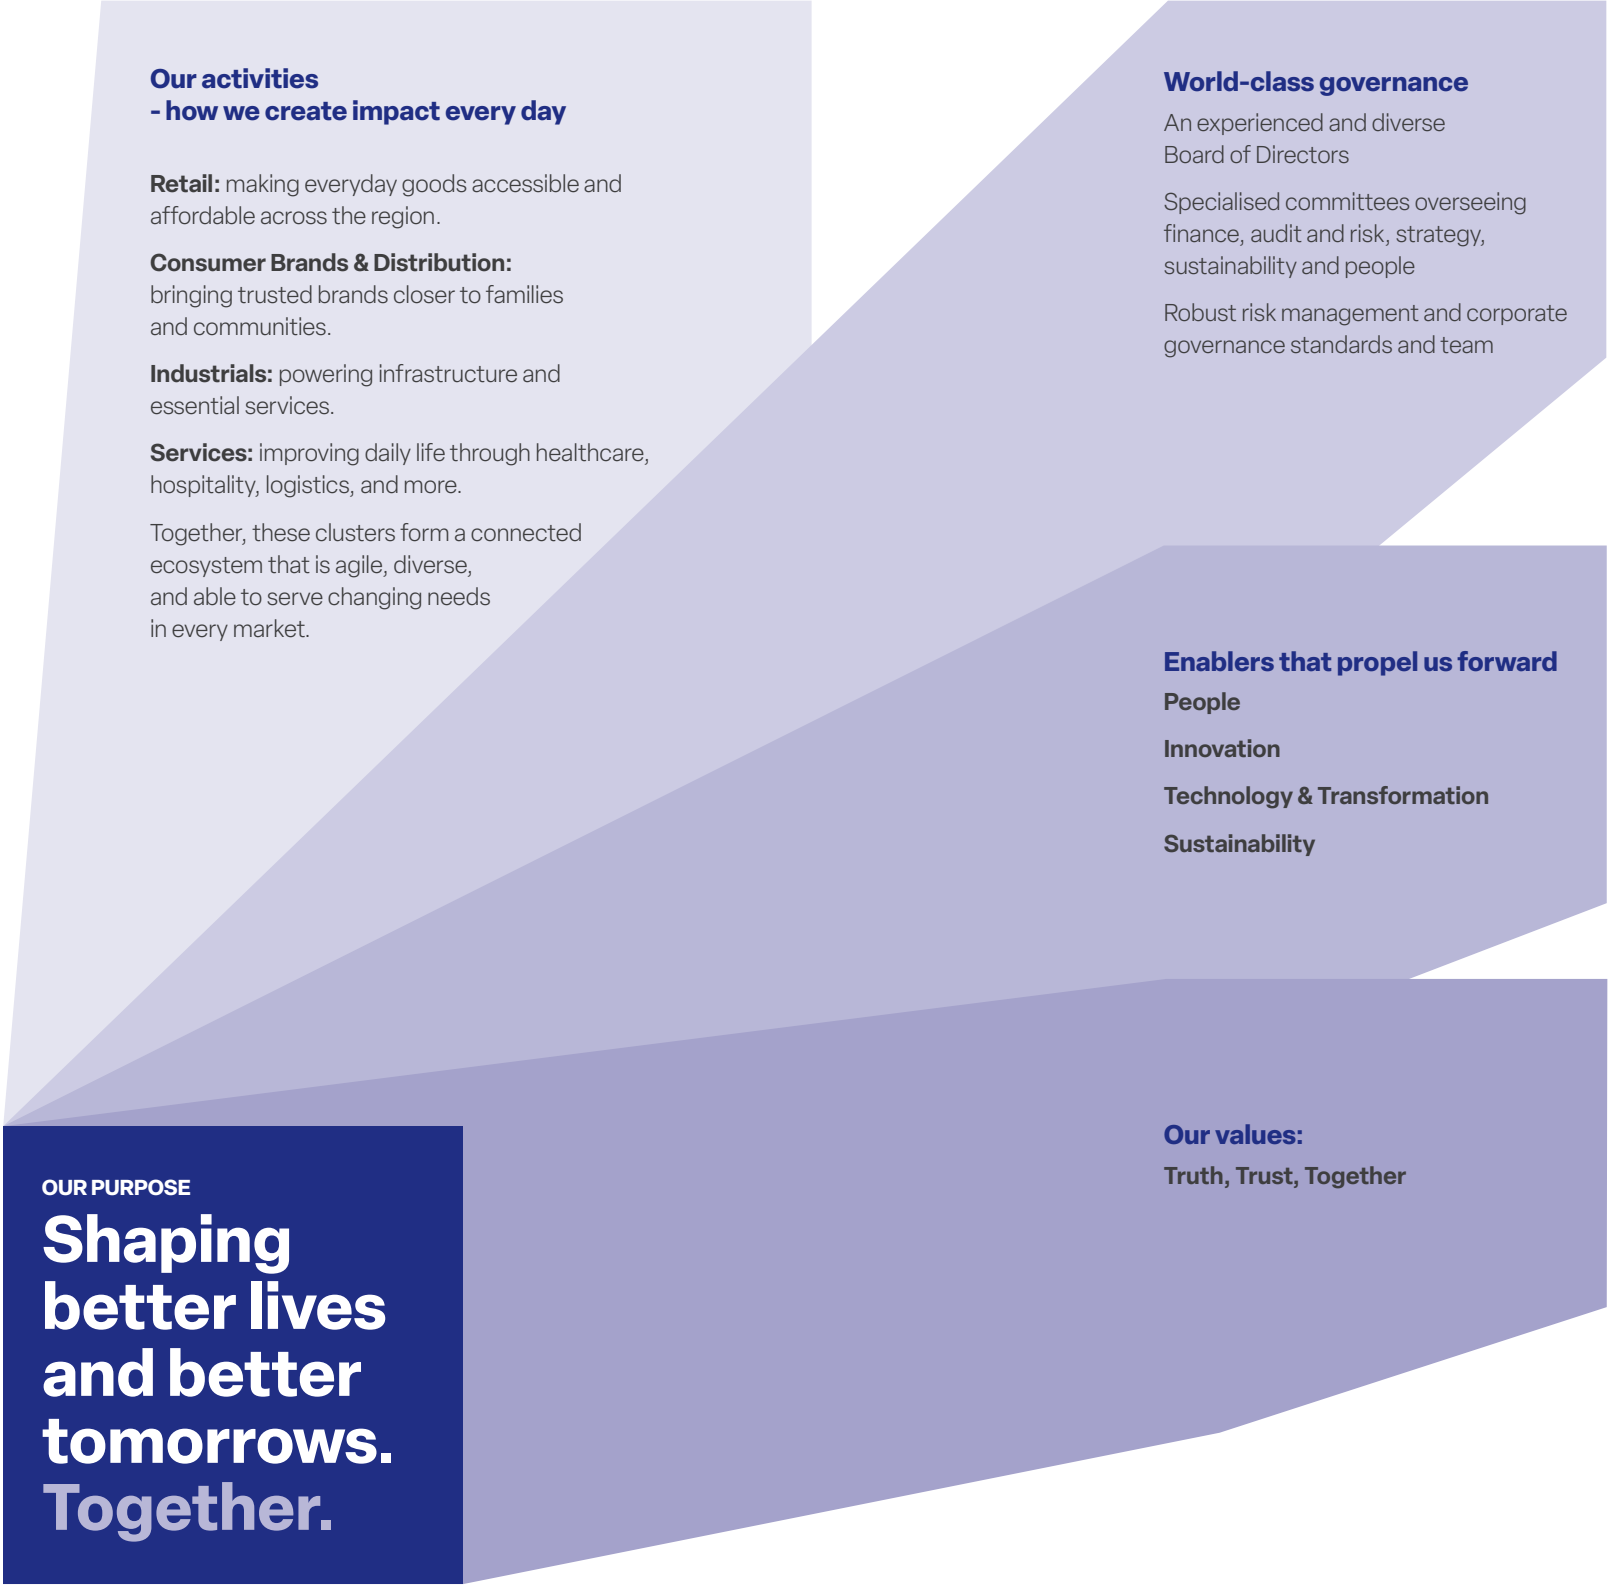 Our activities
- how we create impact every day
Retail: making everyday goods accessible and
affordable across the region.
Consumer Brands & Distribution:
bringing trusted brands closer to families
and communities.
Industrials: powering infrastructure and
essential services.
Services: improving daily life through healthcare,
hospitality, logistics, and more.
Together, these clusters form a connected
ecosystem that is agile, diverse,
and able to serve changing needs
in every market.
World-class governance
An experienced and diverse
Board of Directors
Specialised committees overseeing
finance, audit and risk, strategy,
sustainability and people
Robust risk management and corporate
governance standards and team
Enablers that propel us forward
People
Innovation
Technology & Transformation
Sustainability
Our values:
Truth, Trust, Together
OUR PURPOSE
Shaping
better lives
and better
tomorrows.
Together.